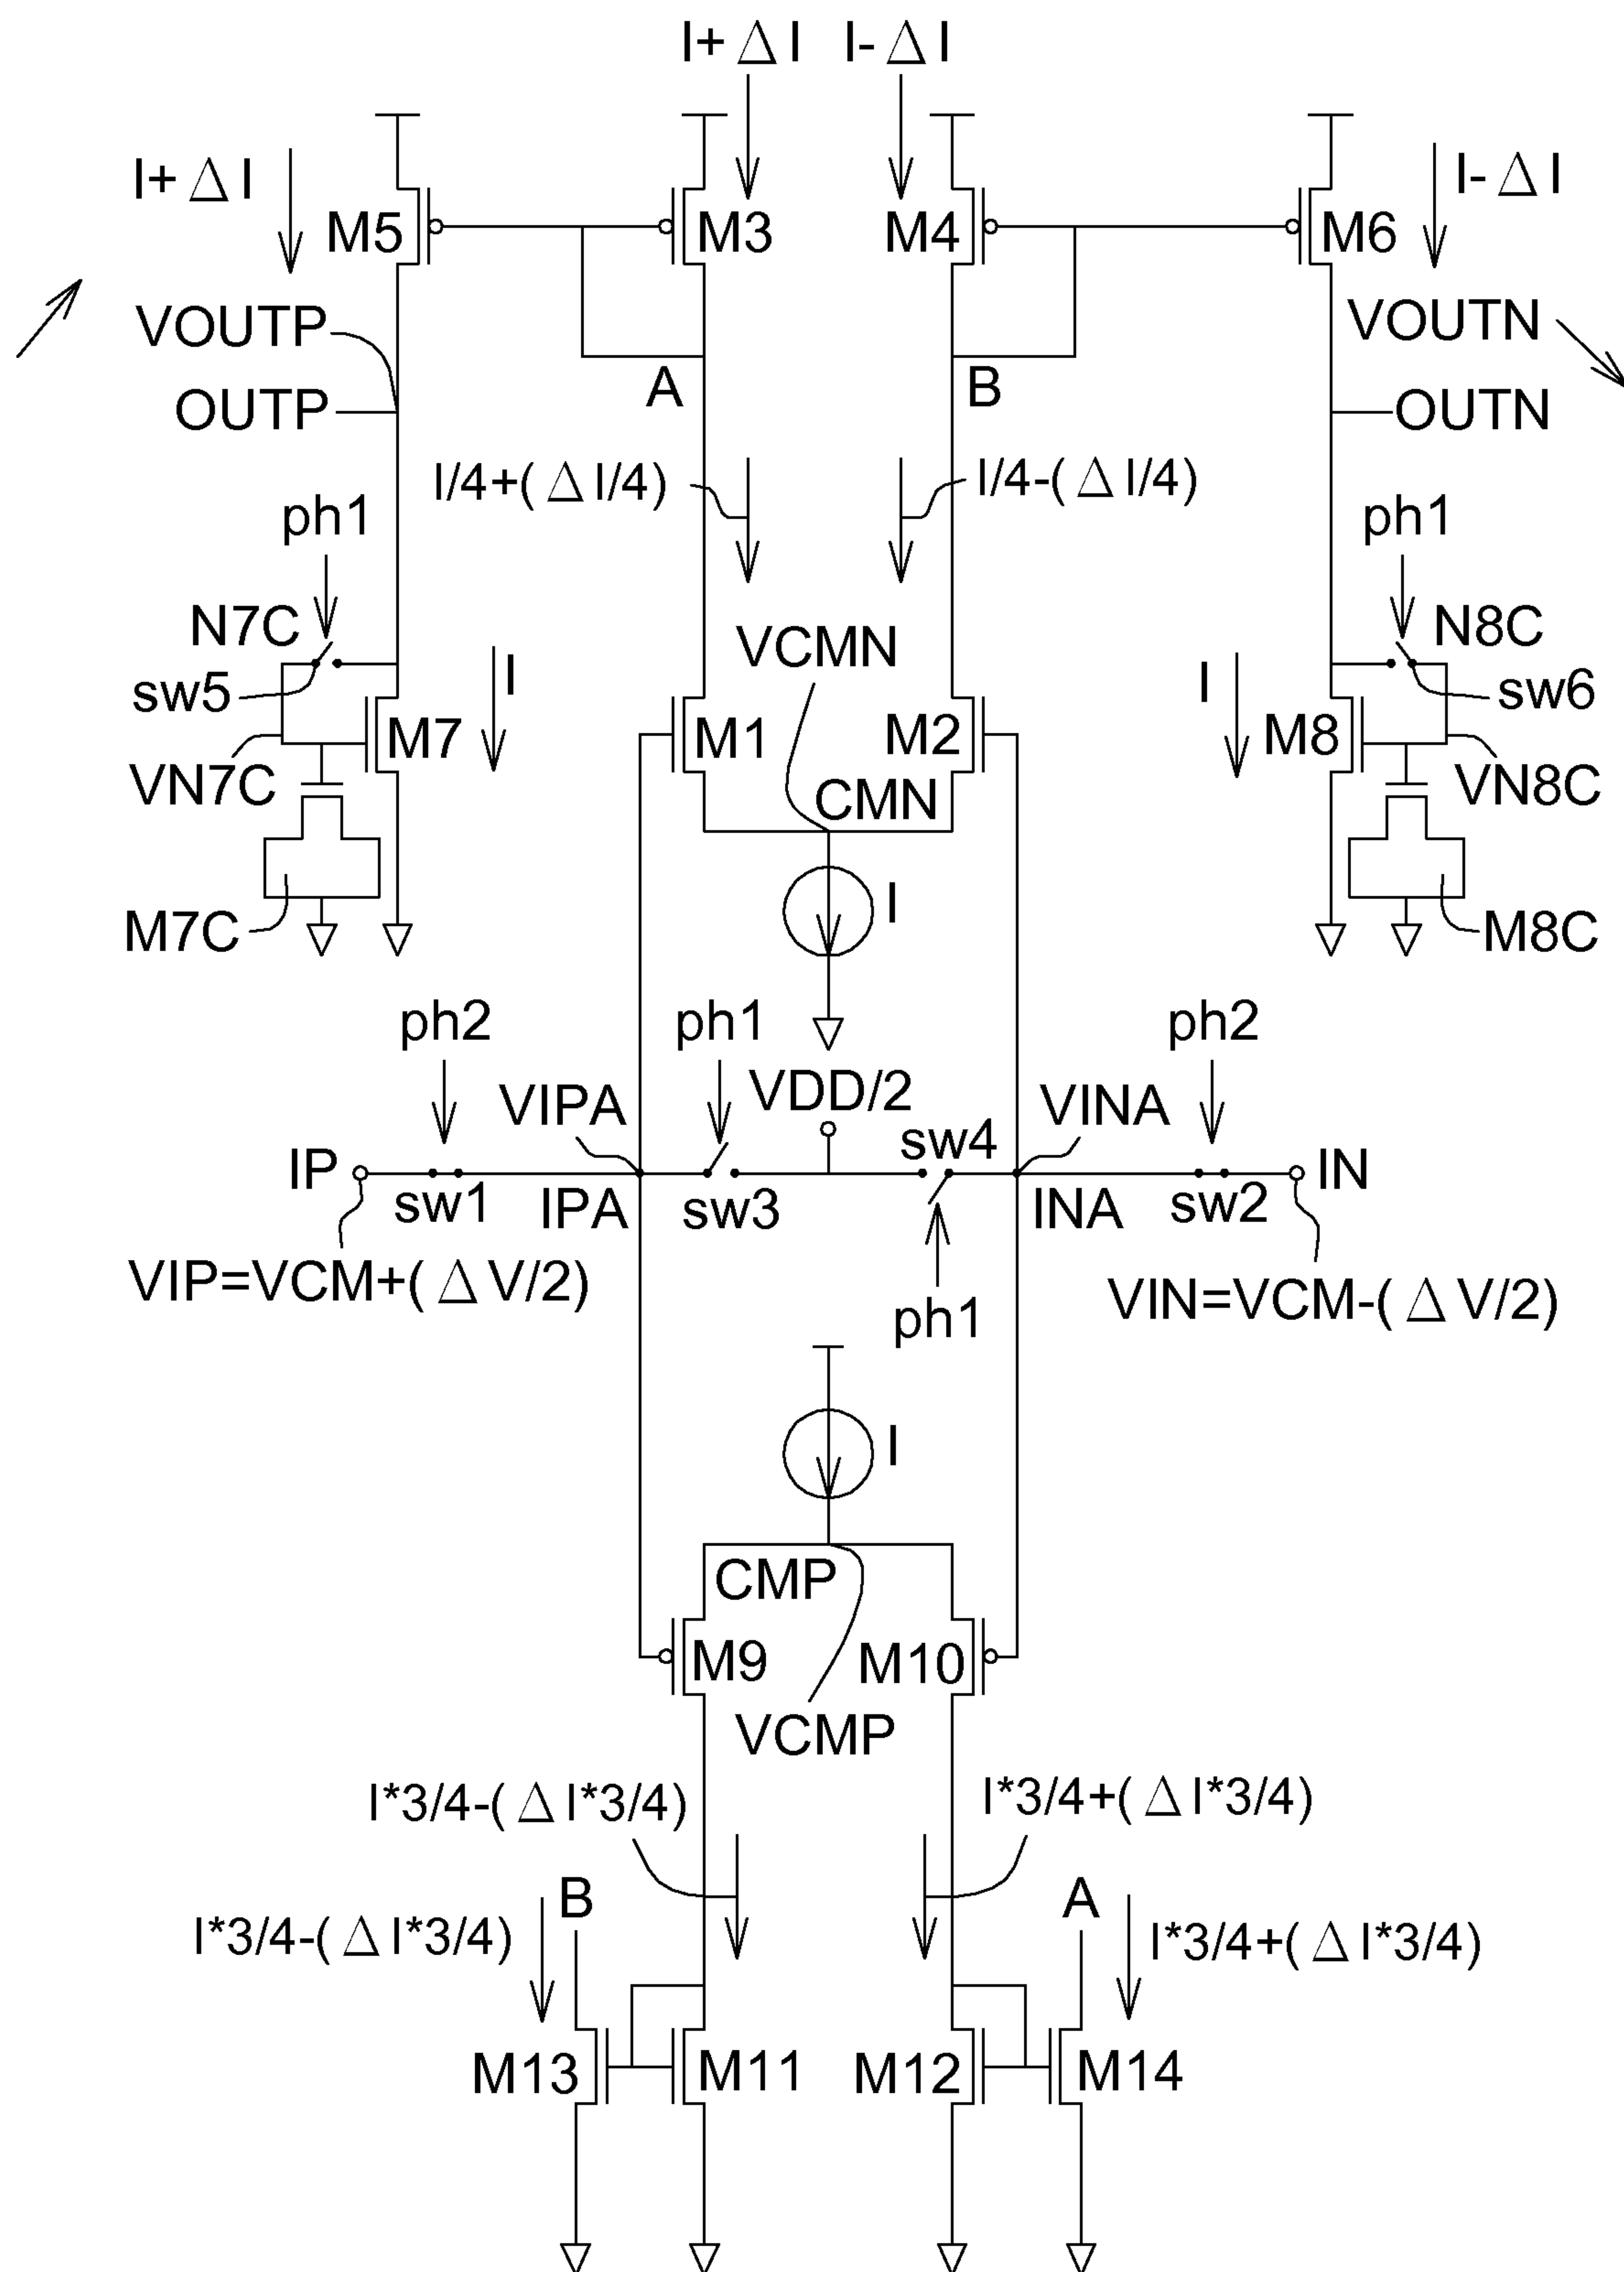 I+ΔI I-ΔI
I+ΔI I-ΔI
M5 M3 M4 M6
VOUTP VOUTN
A B
OUTP OUTN
I/4+(ΔI/4) I/4-(ΔI/4)
ph1 ph1
N7C VCMN N8C
sw5 I I sw6
M7 M1 M2 M8
VN7C CMN VN8C
M7C I M8C
ph2 ph1 ph2
VIPA VDD/2 VINA
IP sw4 IN
sw1 IPA sw3 INA sw2
VIP=VCM+(ΔV/2) VIN=VCM-(ΔV/2)
ph1
I
CMP
M9 M10
VCMP
I*3/4-(ΔI*3/4) I*3/4+(ΔI*3/4)
B A
I*3/4-(ΔI*3/4) I*3/4+(ΔI*3/4)
M13 M11 M12 M14